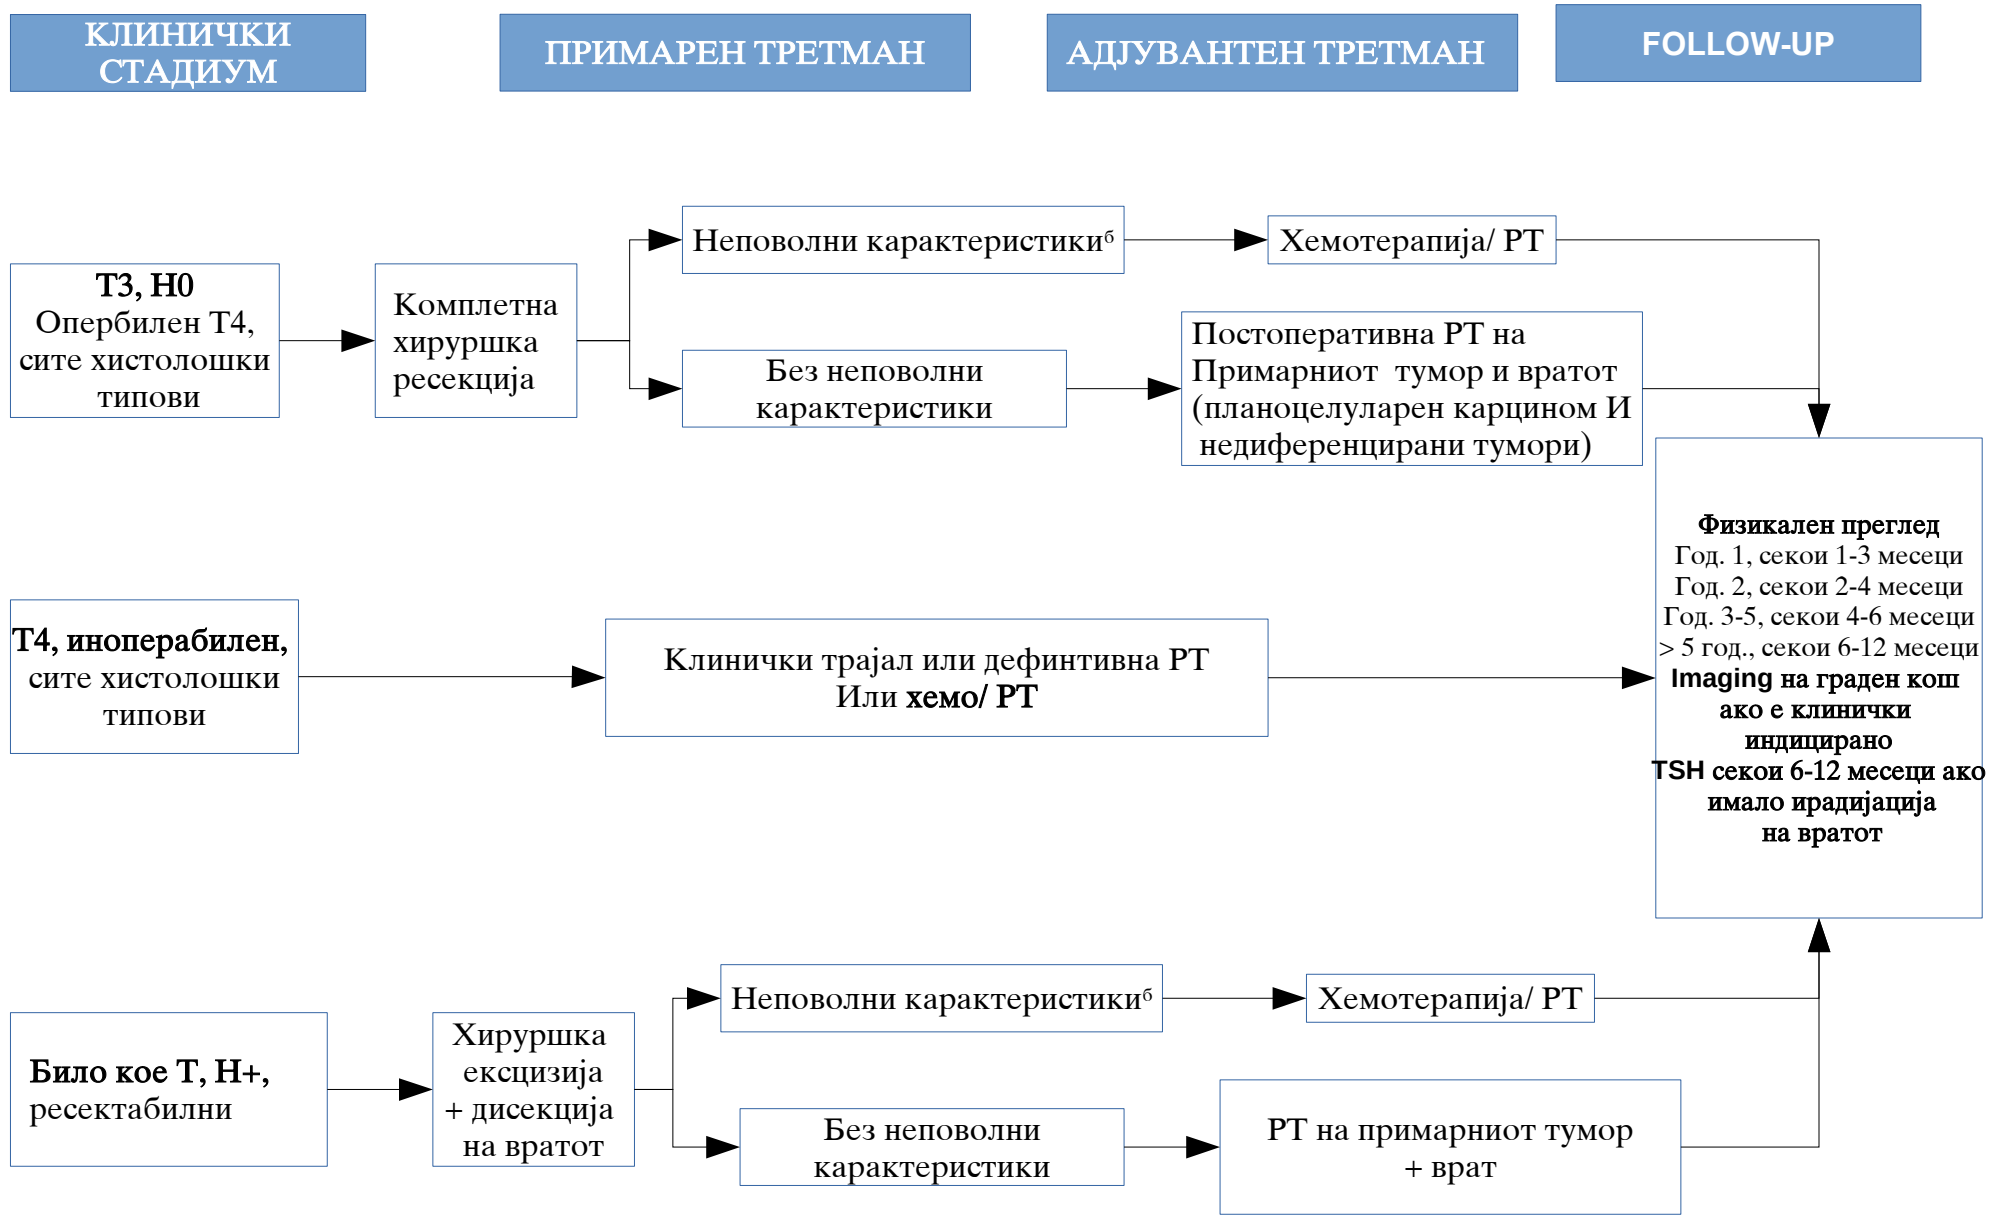 КЛИНИЧКИ
СТАДИУМ
ПРИМАРЕН ТРЕТМАН
АДЈУВАНТЕН ТРЕТМАН
FOLLOW-UP
Т3, Н0
Опербилен Т4,
сите хистолошки
типови
Комплетна
хируршка
ресекција
Неповолни карактеристикиᵟ
Хемотерапија/ РТ
Без неповолни
карактеристики
Постоперативна РТ на
Примарниот тумор и вратот
(планоцелуларен карцином И
недиференцирани тумори)
Т4, иноперабилен,
сите хистолошки
типови
Клинички трајал или дефинтивна РТ
Или хемо/ РТ
Физикален преглед
Год. 1, секои 1-3 месеци
Год. 2, секои 2-4 месеци
Год. 3-5, секои 4-6 месеци
> 5 год., секои 6-12 месеци
Imaging на граден кош
ако е клинички
индицирано
TSH секои 6-12 месеци ако
имало ирадијација
на вратот
Било кое Т, Н+,
ресектабилни
Хируршка
ексцизија
+ дисекција
на вратот
Неповолни карактеристикиᵟ
Хемотерапија/ РТ
Без неповолни
карактеристики
РТ на примарниот тумор
+ врат